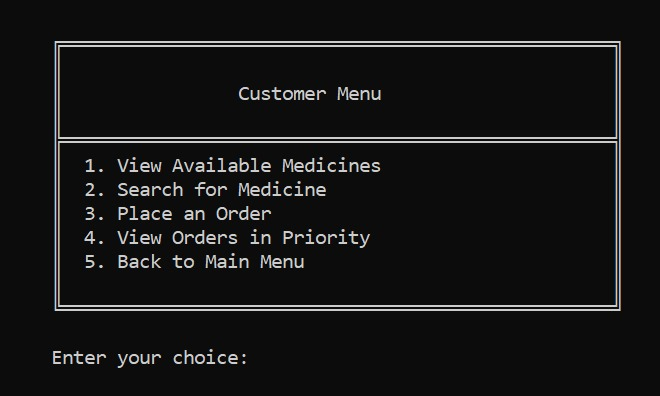 Customer Menu
1. View Available Medicines
2. Search for Medicine
3. Place an Order
4. View Orders in Priority
5. Back to Main Menu
Enter your choice: